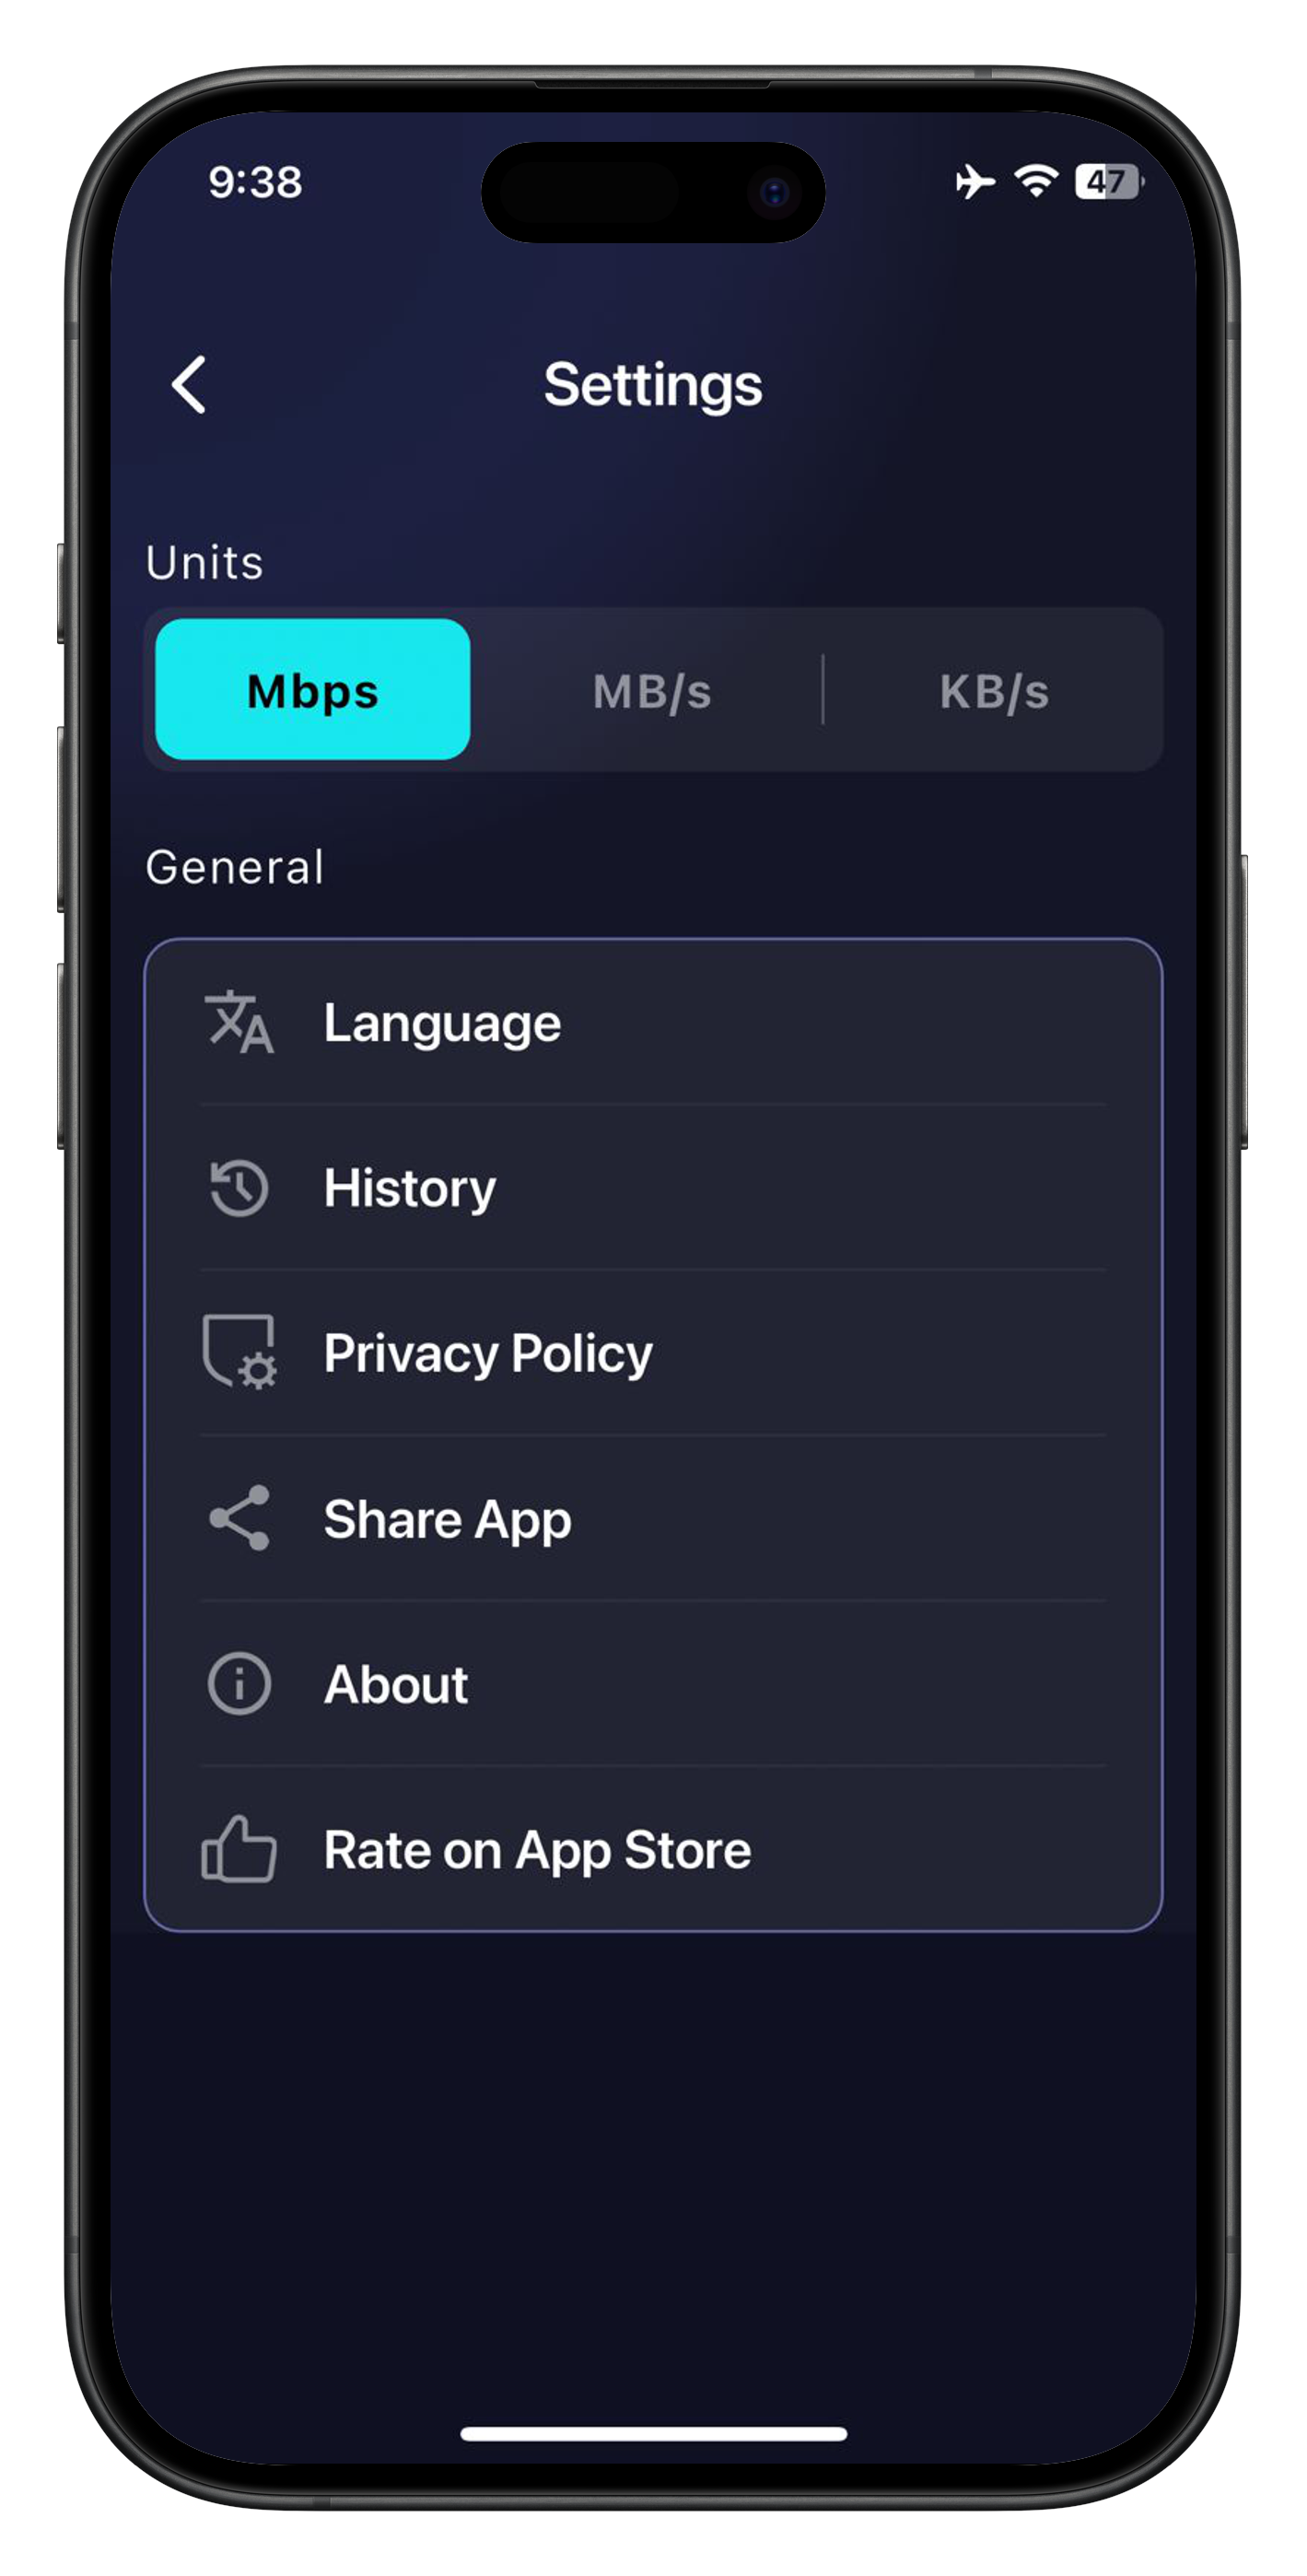 9:38
47
Settings
Units
Mbps MB/s KB/s
General
Language
History
Privacy Policy
Share App
About
Rate on App Store